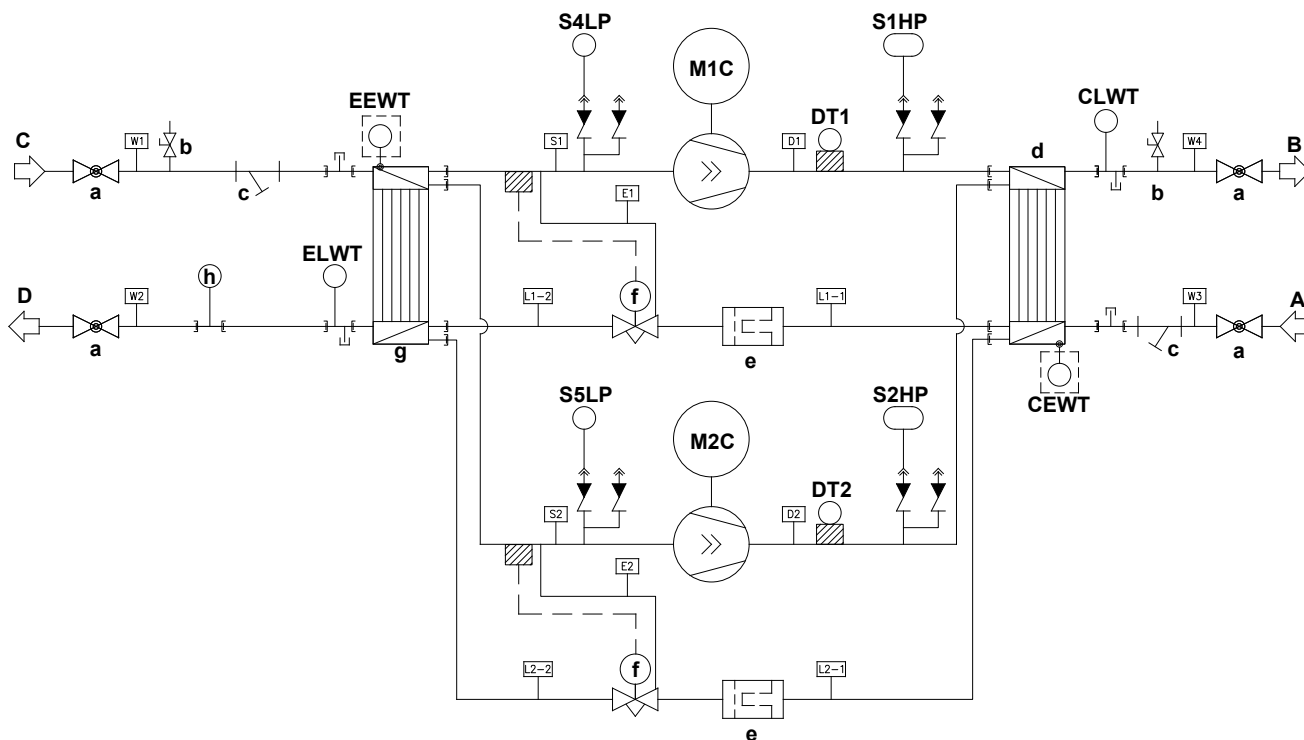 S4LP
M1C
S1HP
EEWT
DT1
CLWT
C
W1
b
S1
D1
d
W4
B
a
c
E1
b
a
ELWT
D
W2
h
L1-2
f
L1-1
W3
A
a
g
e
c
a
S5LP
M2C
S2HP
CEWT
DT2
S2
D2
E2
L2-2
f
L2-1
e